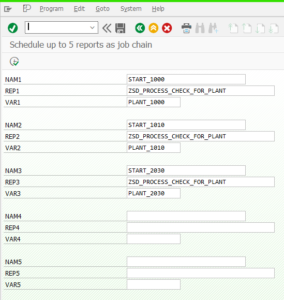 Program Edit Goto System Help
Schedule up to 5 reports as job chain
NAM1 START_1000
REP1 ZSD_PROCESS_CHECK_FOR_PLANT
VAR1 PLANT_1000
NAM2 START_1010
REP2 ZSD_PROCESS_CHECK_FOR_PLANT
VAR2 PLANT_1010
NAM3 START_2030
REP3 ZSD_PROCESS_CHECK_FOR_PLANT
VAR3 PLANT_2030
NAM4
REP4
VAR4
NAM5
REP5
VAR5